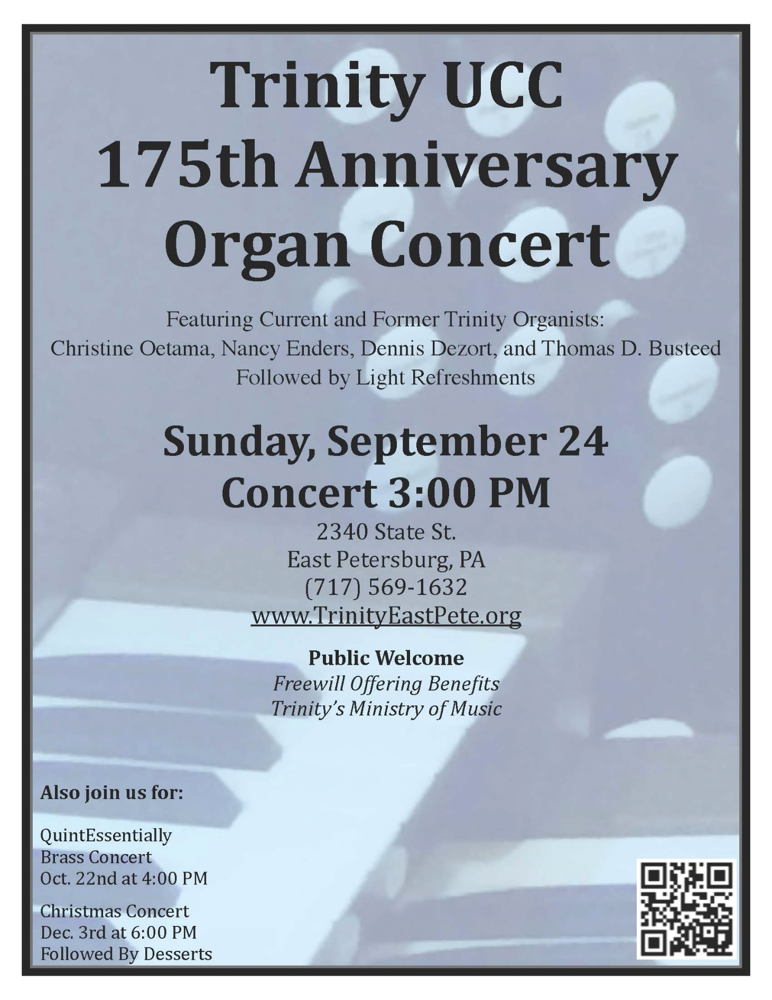 Trinity UCC
175th Anniversary
Organ Concert
Featuring Current and Former Trinity Organists:
Christine Oetama, Nancy Enders, Dennis Dezort, and Thomas D. Busteed
Followed by Light Refreshments
Sunday, September 24
Concert 3:00 PM
2340 State St.
East Petersburg, PA
(717) 569-1632
www.TrinityEastPete.org
Public Welcome
Freewill Offering Benefits
Trinity's Ministry of Music
Also join us for:
QuintEssentially
Brass Concert
Oct. 22nd at 4:00 PM
Christmas Concert
Dec. 3rd at 6:00 PM
Followed By Desserts